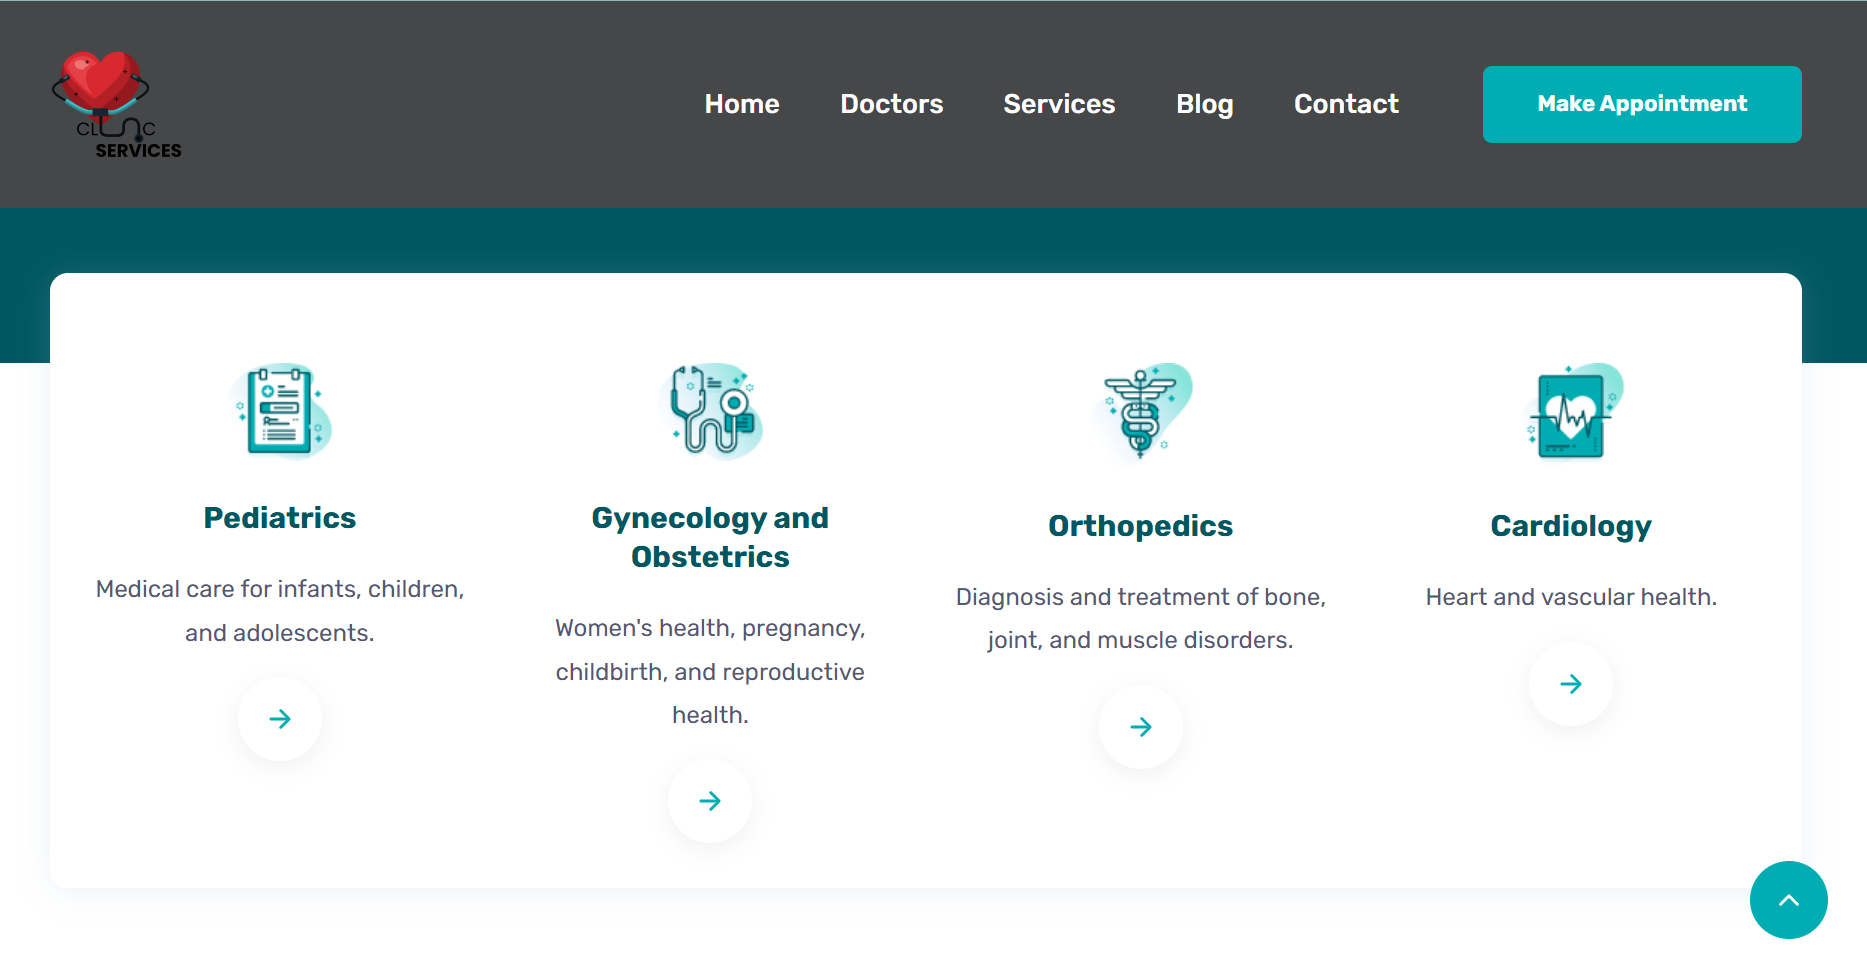 CLINIC
SERVICES
Home
Doctors
Services
Blog
Contact
Make Appointment
Pediatrics
Medical care for infants, children,
and adolescents.
Gynecology and
Obstetrics
Women's health, pregnancy,
childbirth, and reproductive
health.
Orthopedics
Diagnosis and treatment of bone,
joint, and muscle disorders.
Cardiology
Heart and vascular health.